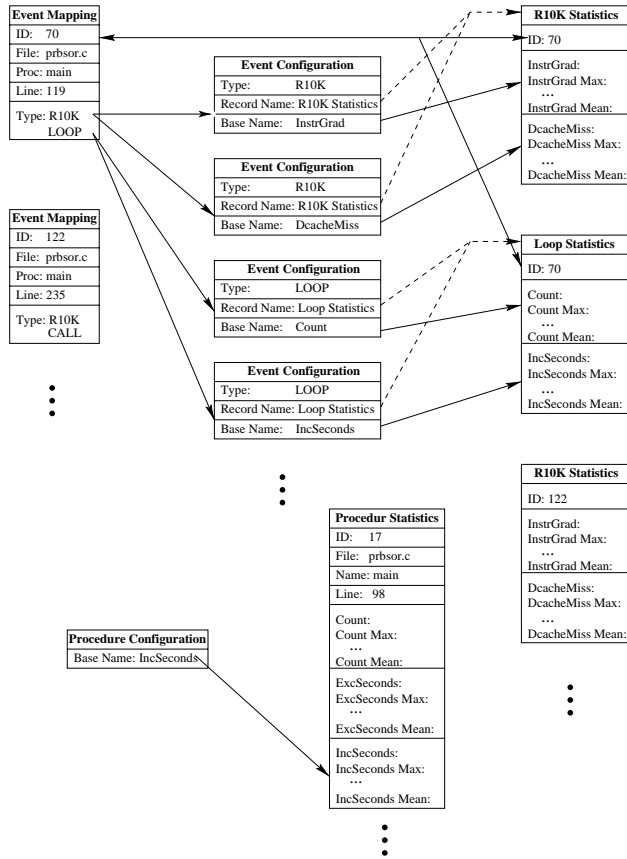 Event Mapping
ID: 70
File: prbsor.c
Proc: main
Line: 119
Type: R10K
LOOP
Event Mapping
ID: 122
File: prbsor.c
Proc: main
Line: 235
Type: R10K
CALL
Event Configuration
Type: R10K
Record Name: R10K Statistics
Base Name: InstrGrad
Event Configuration
Type: R10K
Record Name: R10K Statistics
Base Name: DcacheMiss
Event Configuration
Type: LOOP
Record Name: Loop Statistics
Base Name: Count
Event Configuration
Type: LOOP
Record Name: Loop Statistics
Base Name: IncSeconds
R10K Statistics
ID: 70
InstrGrad:
InstrGrad Max:
...
InstrGrad Mean:
DcacheMiss:
DcacheMiss Max:
...
DcacheMiss Mean:
Loop Statistics
ID: 70
Count:
Count Max:
...
Count Mean:
IncSeconds:
IncSeconds Max:
...
IncSeconds Mean:
R10K Statistics
ID: 122
InstrGrad:
InstrGrad Max:
...
InstrGrad Mean:
DcacheMiss:
DcacheMiss Max:
...
DcacheMiss Mean:
Procedure Configuration
Base Name: IncSeconds
Procedur Statistics
ID: 17
File: prbsor.c
Name: main
Line: 98
Count:
Count Max:
...
Count Mean:
ExcSeconds:
ExcSeconds Max:
...
ExcSeconds Mean:
IncSeconds:
IncSeconds Max:
...
IncSeconds Mean: